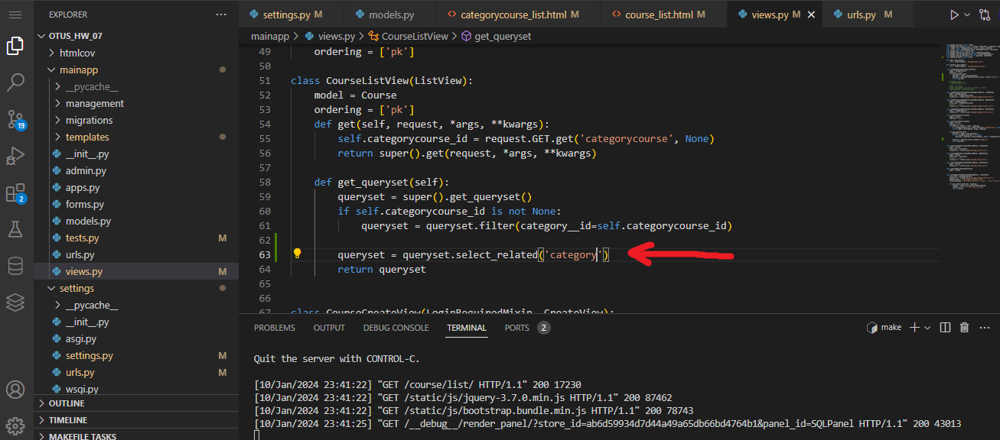 EXPLORER
settings.py M
models.py
categorycourse_list.html M
course_list.html M
views.py M
urls.py M
OTUS_HW_07
htmlcov
mainapp
__pycache__
management
migrations
templates
__init__.py
admin.py
apps.py
forms.py
models.py
tests.py M
urls.py
views.py M
settings
__pycache__
__init__.py
asgi.py
settings.py M
urls.py M
wsgi.py
OUTLINE
TIMELINE
MAKEFILE TASKS
19
2
mainapp > views.py > CourseListView > get_queryset
49 ordering = ['pk']
50
51 class CourseListView(ListView):
52 model = Course
53 ordering = ['pk']
54 def get(self, request, *args, **kwargs):
55 self.categorycourse_id = request.GET.get('categorycourse', None)
56 return super().get(request, *args, **kwargs)
57
58 def get_queryset(self):
59 queryset = super().get_queryset()
60 if self.categorycourse_id is not None:
61 queryset = queryset.filter(category__id=self.categorycourse_id)
62
63 queryset = queryset.select_related('category')
64 return queryset
65
66
67 class CourseCreateView(LoginRequiredMixin, CreateView):
PROBLEMS OUTPUT DEBUG CONSOLE TERMINAL PORTS 2
make
Quit the server with CONTROL-C.
[10/Jan/2024 23:41:22] "GET /course/list/ HTTP/1.1" 200 17230
[10/Jan/2024 23:41:22] "GET /static/js/jquery-3.7.0.min.js HTTP/1.1" 200 87462
[10/Jan/2024 23:41:22] "GET /static/js/bootstrap.bundle.min.js HTTP/1.1" 200 78743
[10/Jan/2024 23:41:25] "GET /__debug__/render_panel/?store_id=ab6d59934d7d44a49a65db66bd4764b1&panel_id=SQLPanel HTTP/1.1" 200 43013